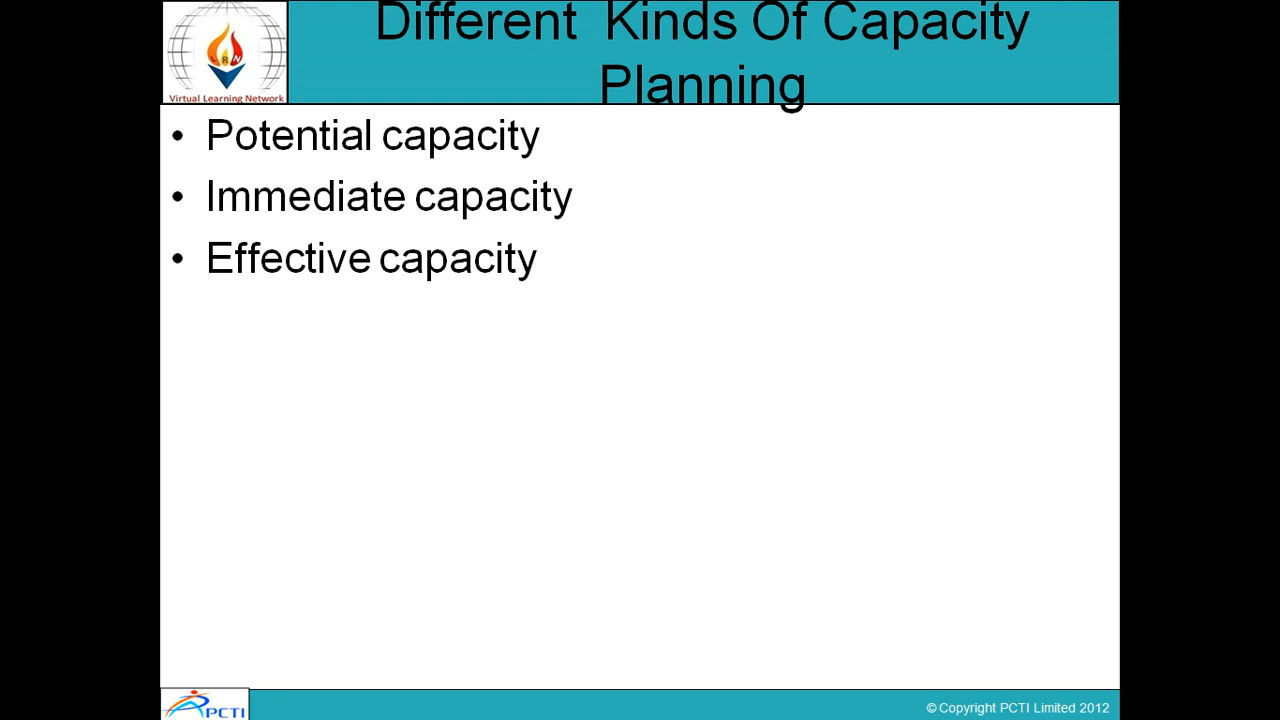 Different Kinds Of Capacity
Planning
LRN
Virtual Learning Network
• Potential capacity
• Immediate capacity
• Effective capacity
PCTI
© Copyright PCTI Limited 2012